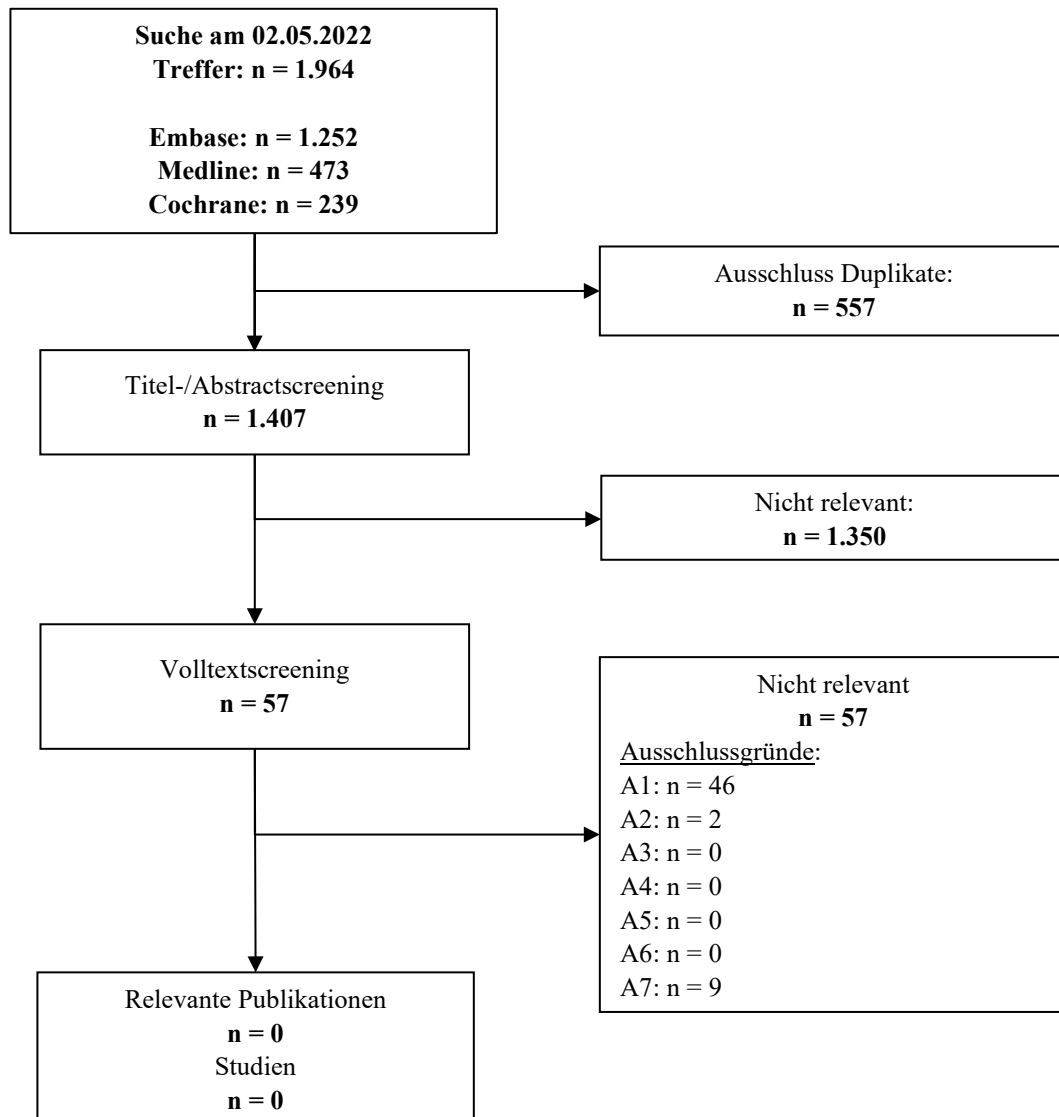 Suche am 02.05.2022
Treffer: n = 1.964
Embase: n = 1.252
Medline: n = 473
Cochrane: n = 239
Ausschluss Duplikate:
n = 557
Titel-/Abstractscreening
n = 1.407
Nicht relevant:
n = 1.350
Volltextscreening
n = 57
Nicht relevant
n = 57
Ausschlussgründe:
A1: n = 46
A2: n = 2
A3: n = 0
A4: n = 0
A5: n = 0
A6: n = 0
A7: n = 9
Relevante Publikationen
n = 0
Studien
n = 0